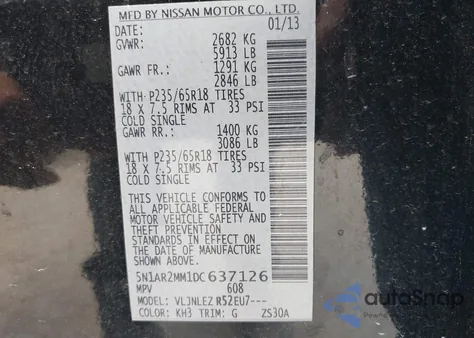 MFD BY NISSAN MOTOR CO., LTD.
DATE: 01/13
GVWR: 2682 KG
5913 LB
GAWR FR.: 1291 KG
2846 LB
WITH P235/65R18 TIRES
18 X 7.5 RIMS AT 33 PSI
COLD SINGLE
GAWR RR.: 1400 KG
3086 LB
WITH P235/65R18 TIRES
18 X 7.5 RIMS AT 33 PSI
COLD SINGLE
THIS VEHICLE CONFORMS TO
ALL APPLICABLE FEDERAL
MOTOR VEHICLE SAFETY AND
THEFT PREVENTION
STANDARDS IN EFFECT ON
THE DATE OF MANUFACTURE
SHOWN ABOVE.
5N1AR2MM1DC637126
MPV 608
MODEL: VLJNLEZ R52EU7---
COLOR: KH3 TRIM: G ZS30A
autoSnap